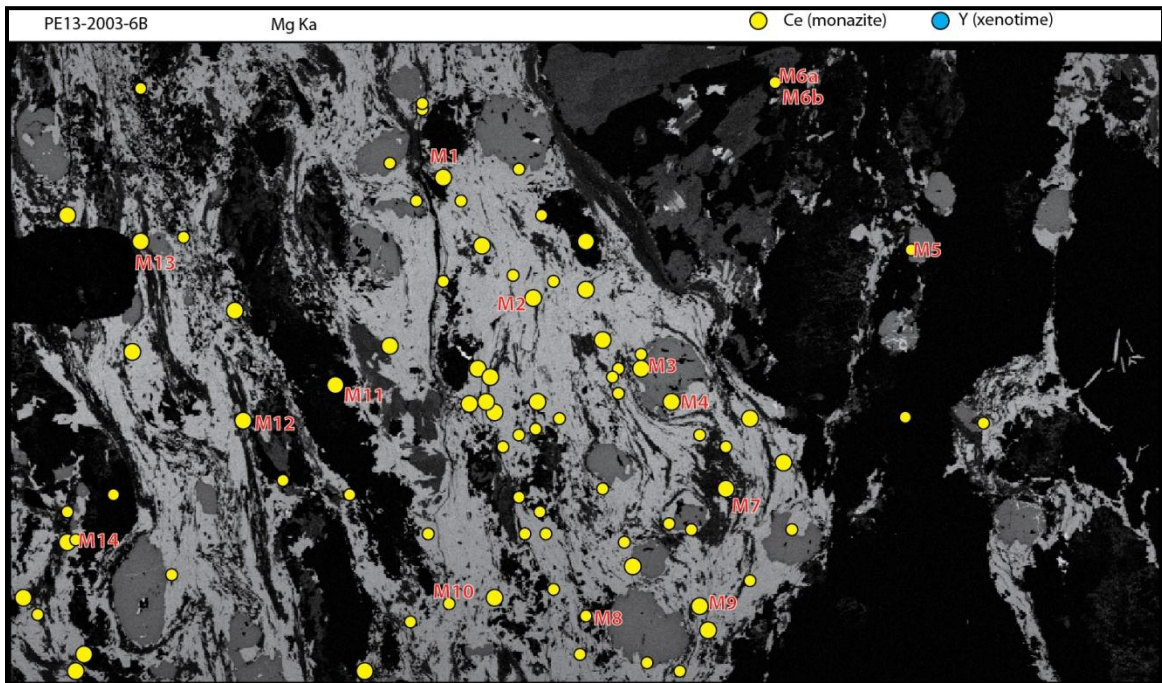 PE13-2003-6B Mg Ka Ce (monazite) Y (xenotime)
M6a
M6b
M1
M5
M13
M2
M3
M11
M4
M12
M7
M14
M10
M9
M8